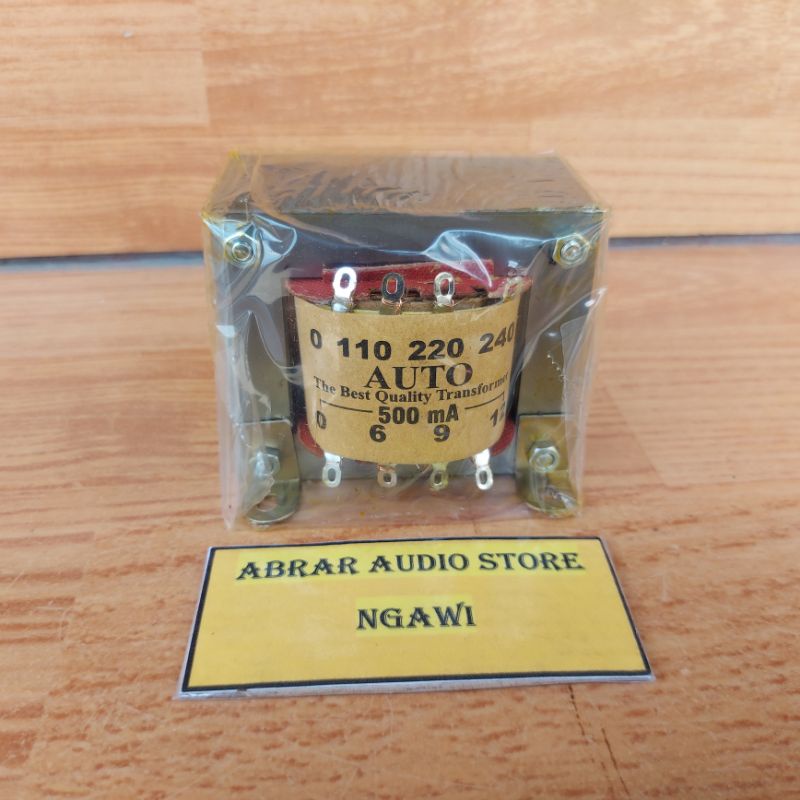 0 110 220 240
AUTO
The Best Quality Transformer
500 mA
0 6 9 12
ABRAR AUDIO STORE
NGAWI